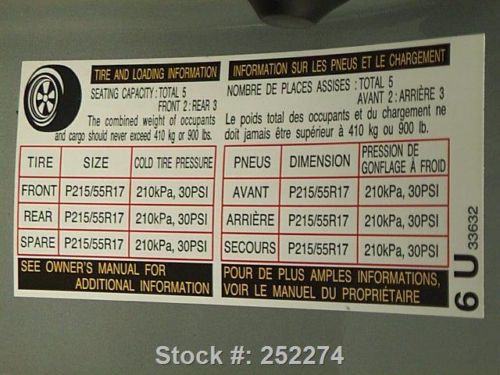 TIRE AND LOADING INFORMATION
SEATING CAPACITY : TOTAL 5
FRONT 2 : REAR 3
The combined weight of occupants
and cargo should never exceed 410 kg or 900 lbs.
TIRE SIZE COLD TIRE PRESSURE
FRONT P215/55R17 210kPa, 30PSI
REAR P215/55R17 210kPa, 30PSI
SPARE P215/55R17 210kPa, 30PSI
SEE OWNER'S MANUAL FOR
ADDITIONAL INFORMATION
INFORMATION SUR LES PNEUS ET LE CHARGEMENT
NOMBRE DE PLACES ASSISES : TOTAL 5
AVANT 2 : ARRIÈRE 3
Le poids total des occupants et du chargement ne
doit jamais être supérieur à 410 kg ou 900 lb.
PNEUS DIMENSION PRESSION DE
GONFLAGE À FROID
AVANT P215/55R17 210kPa, 30PSI
ARRIÈRE P215/55R17 210kPa, 30PSI
SECOURS P215/55R17 210kPa, 30PSI
POUR DE PLUS AMPLES INFORMATIONS,
VOIR LE MANUEL DU PROPRIÉTAIRE
6 U 33632
Stock #: 252274